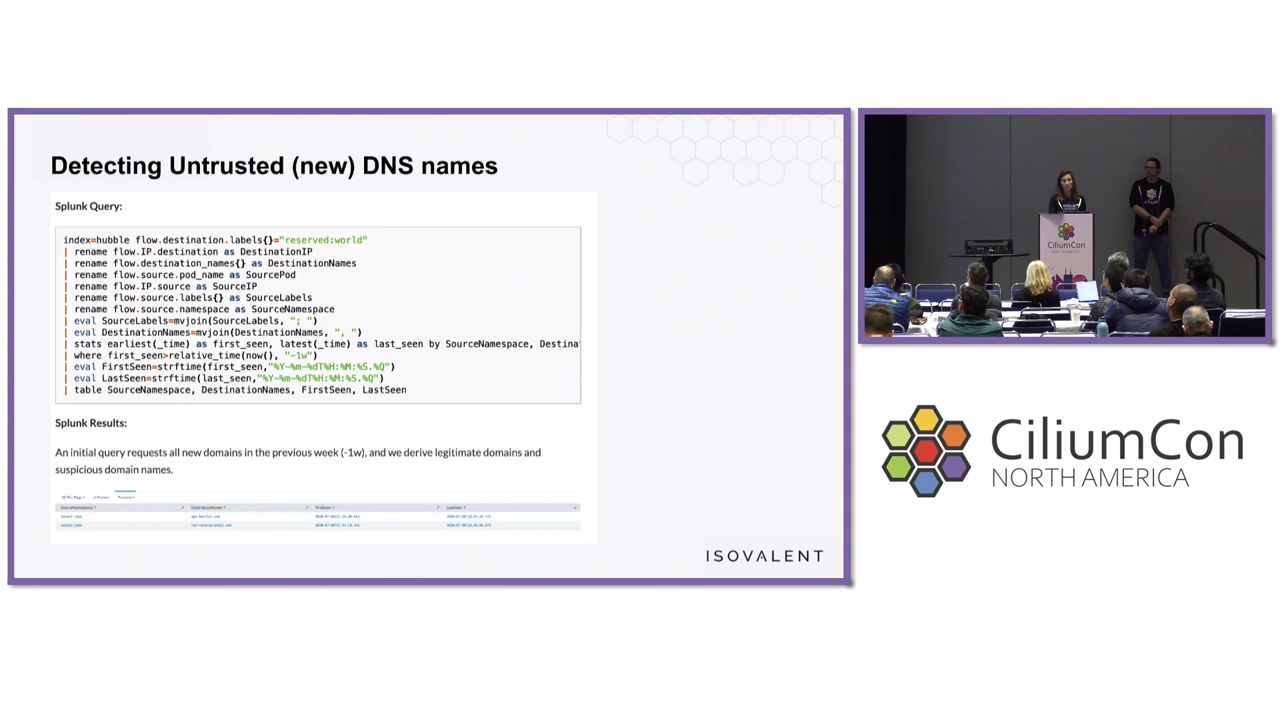 Detecting Untrusted (new) DNS names
Splunk Query:
index=hubble flow.destination.labels{}="reserved:world"
| rename flow.IP.destination as DestinationIP
| rename flow.destination_names{} as DestinationNames
| rename flow.source.pod_name as SourcePod
| rename flow.IP.source as SourceIP
| rename flow.source.labels{} as SourceLabels
| rename flow.source.namespace as SourceNamespace
| eval SourceLabels=mvjoin(SourceLabels, "; ")
| eval DestinationNames=mvjoin(DestinationNames, ", ")
| stats earliest(_time) as first_seen, latest(_time) as last_seen by SourceNamespace, Destina
| where first_seen>relative_time(now(), "-1w")
| eval FirstSeen=strftime(first_seen,"%Y-%m-%dT%H:%M:%S.%Q")
| eval LastSeen=strftime(last_seen,"%Y-%m-%dT%H:%M:%S.%Q")
| table SourceNamespace, DestinationNames, FirstSeen, LastSeen
Splunk Results:
An initial query requests all new domains in the previous week (-1w), and we derive legitimate domains and
suspicious domain names.
SourceNamespace DestinationNames FirstSeen LastSeen
ISOVALENT
CiliumCon
CiliumCon
NORTH AMERICA